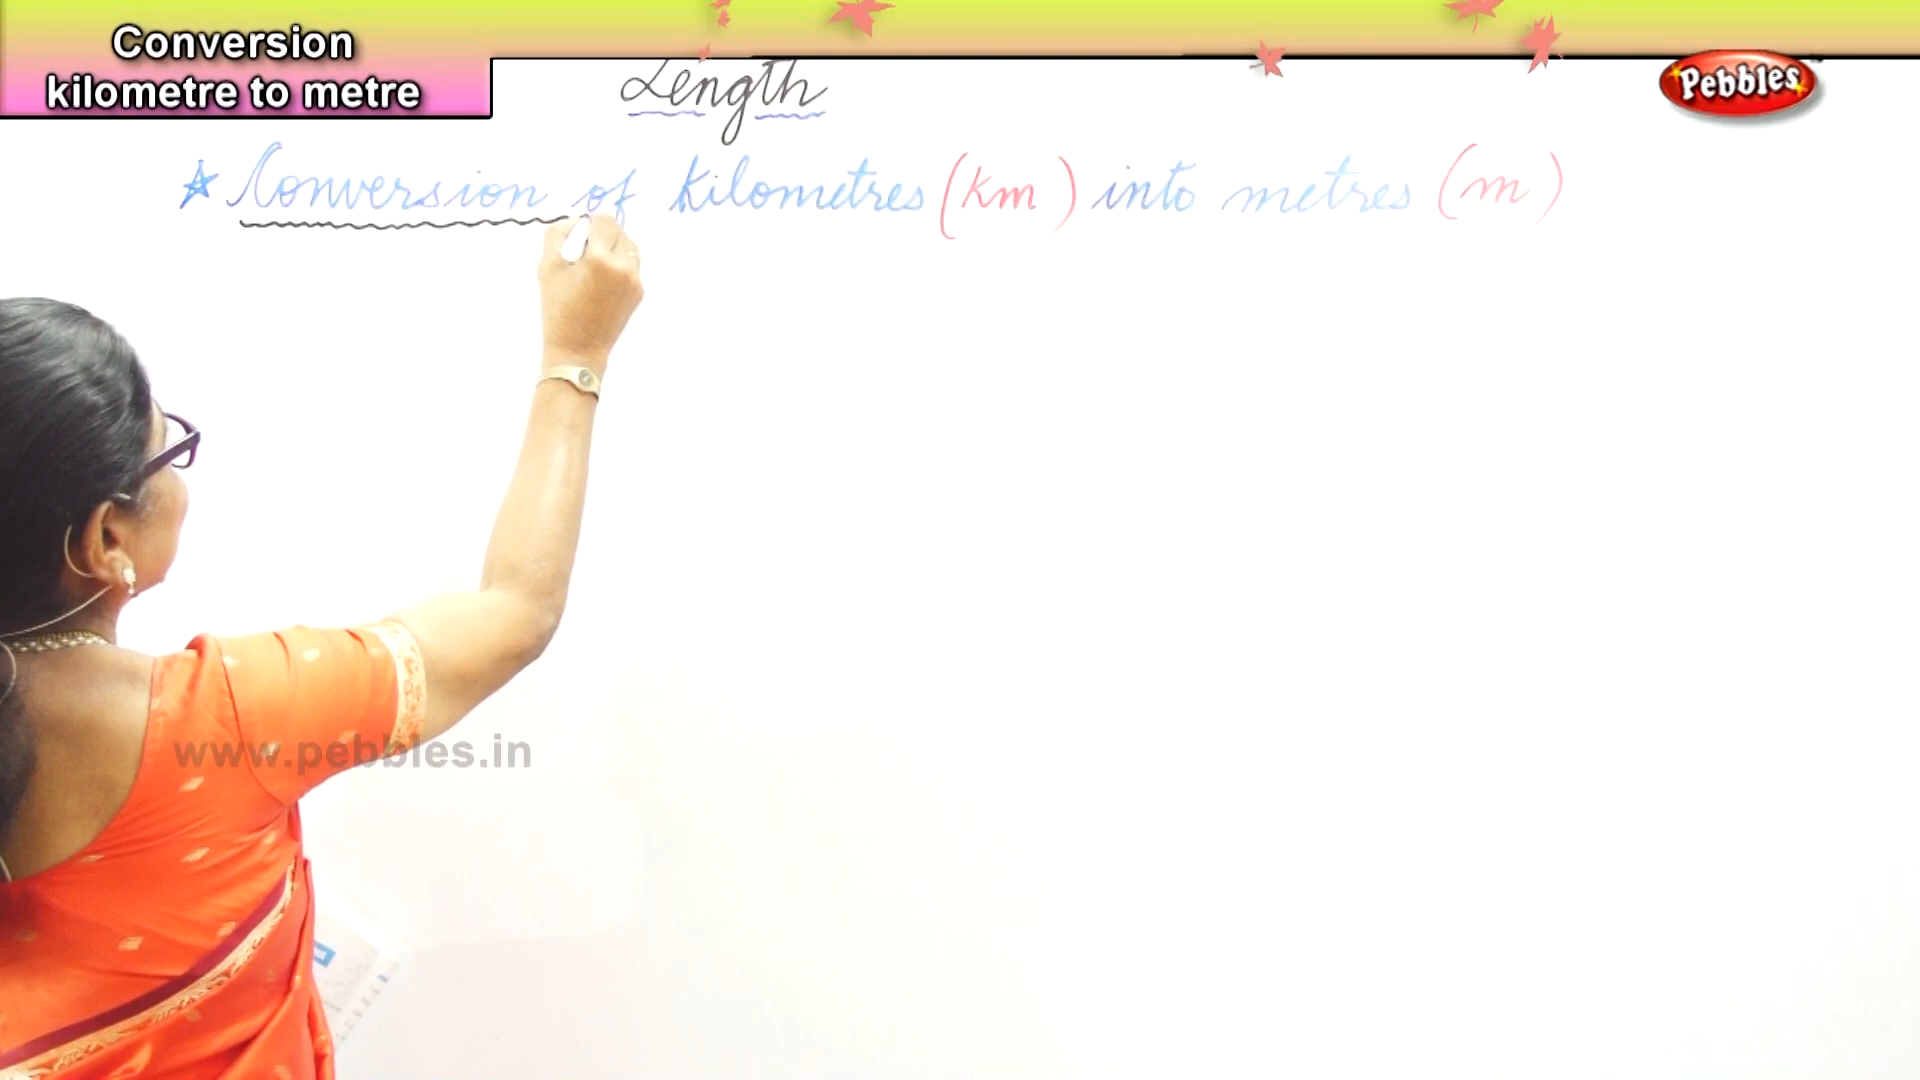 Conversion
kilometre to metre
Length
Pebbles
☆ Conversion of kilometres (km) into metres (m)
www.pebbles.in